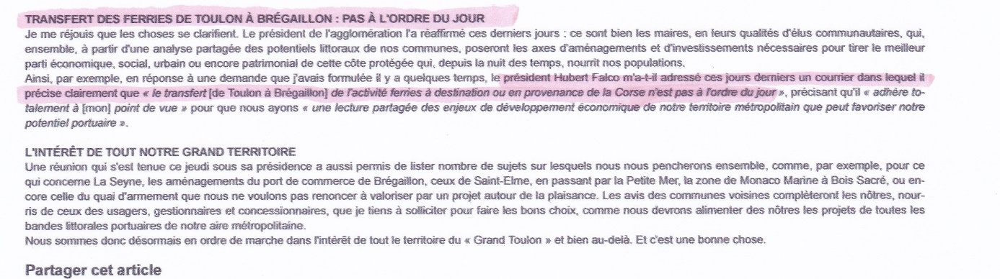 TRANSFERT DES FERRIES DE TOULON À BRÉGAILLON : PAS À L'ORDRE DU JOUR
Je me réjouis que les choses se clarifient. Le président de l'agglomération l'a réaffirmé ces derniers jours : ce sont bien les maires, en leurs qualités d'élus communautaires, qui,
ensemble, à partir d'une analyse partagée des potentiels littoraux de nos communes, poseront les axes d'aménagements et d'investissements nécessaires pour tirer le meilleur
parti économique, social, urbain ou encore patrimonial de cette côte protégée qui, depuis la nuit des temps, nourrit nos populations.
Ainsi, par exemple, en réponse à une demande que j'avais formulée il y a quelques temps, le président Hubert Falco m'a-t-il adressé ces jours derniers un courrier dans lequel il
précise clairement que « le transfert [de Toulon à Brégaillon] de l'activité ferries à destination ou en provenance de la Corse n'est pas à l'ordre du jour », précisant qu'il « adhère to-
talement à [mon] point de vue » pour que nous ayons « une lecture partagée des enjeux de développement économique de notre territoire métropolitain que peut favoriser notre
potentiel portuaire ».
L'INTÉRÊT DE TOUT NOTRE GRAND TERRITOIRE
Une réunion qui s'est tenue ce jeudi sous sa présidence a aussi permis de lister nombre de sujets sur lesquels nous nous pencherons ensemble, comme, par exemple, pour ce
qui concerne La Seyne, les aménagements du port de commerce de Brégaillon, ceux de Saint-Elme, en passant par la Petite Mer, la zone de Monaco Marine à Bois Sacré, ou en-
core celle du quai d'armement que nous ne voulons pas renoncer à valoriser par un projet autour de la plaisance. Les avis des communes voisines complèteront les nôtres, nour-
ris de ceux des usagers, gestionnaires et concessionnaires, que je tiens à solliciter pour faire les bons choix, comme nous devrons alimenter des nôtres les projets de toutes les
bandes littorales portuaires de notre aire métropolitaine.
Nous sommes donc désormais en ordre de marche dans l'intérêt de tout le territoire du « Grand Toulon » et bien au-delà. Et c'est une bonne chose.
Partager cet article